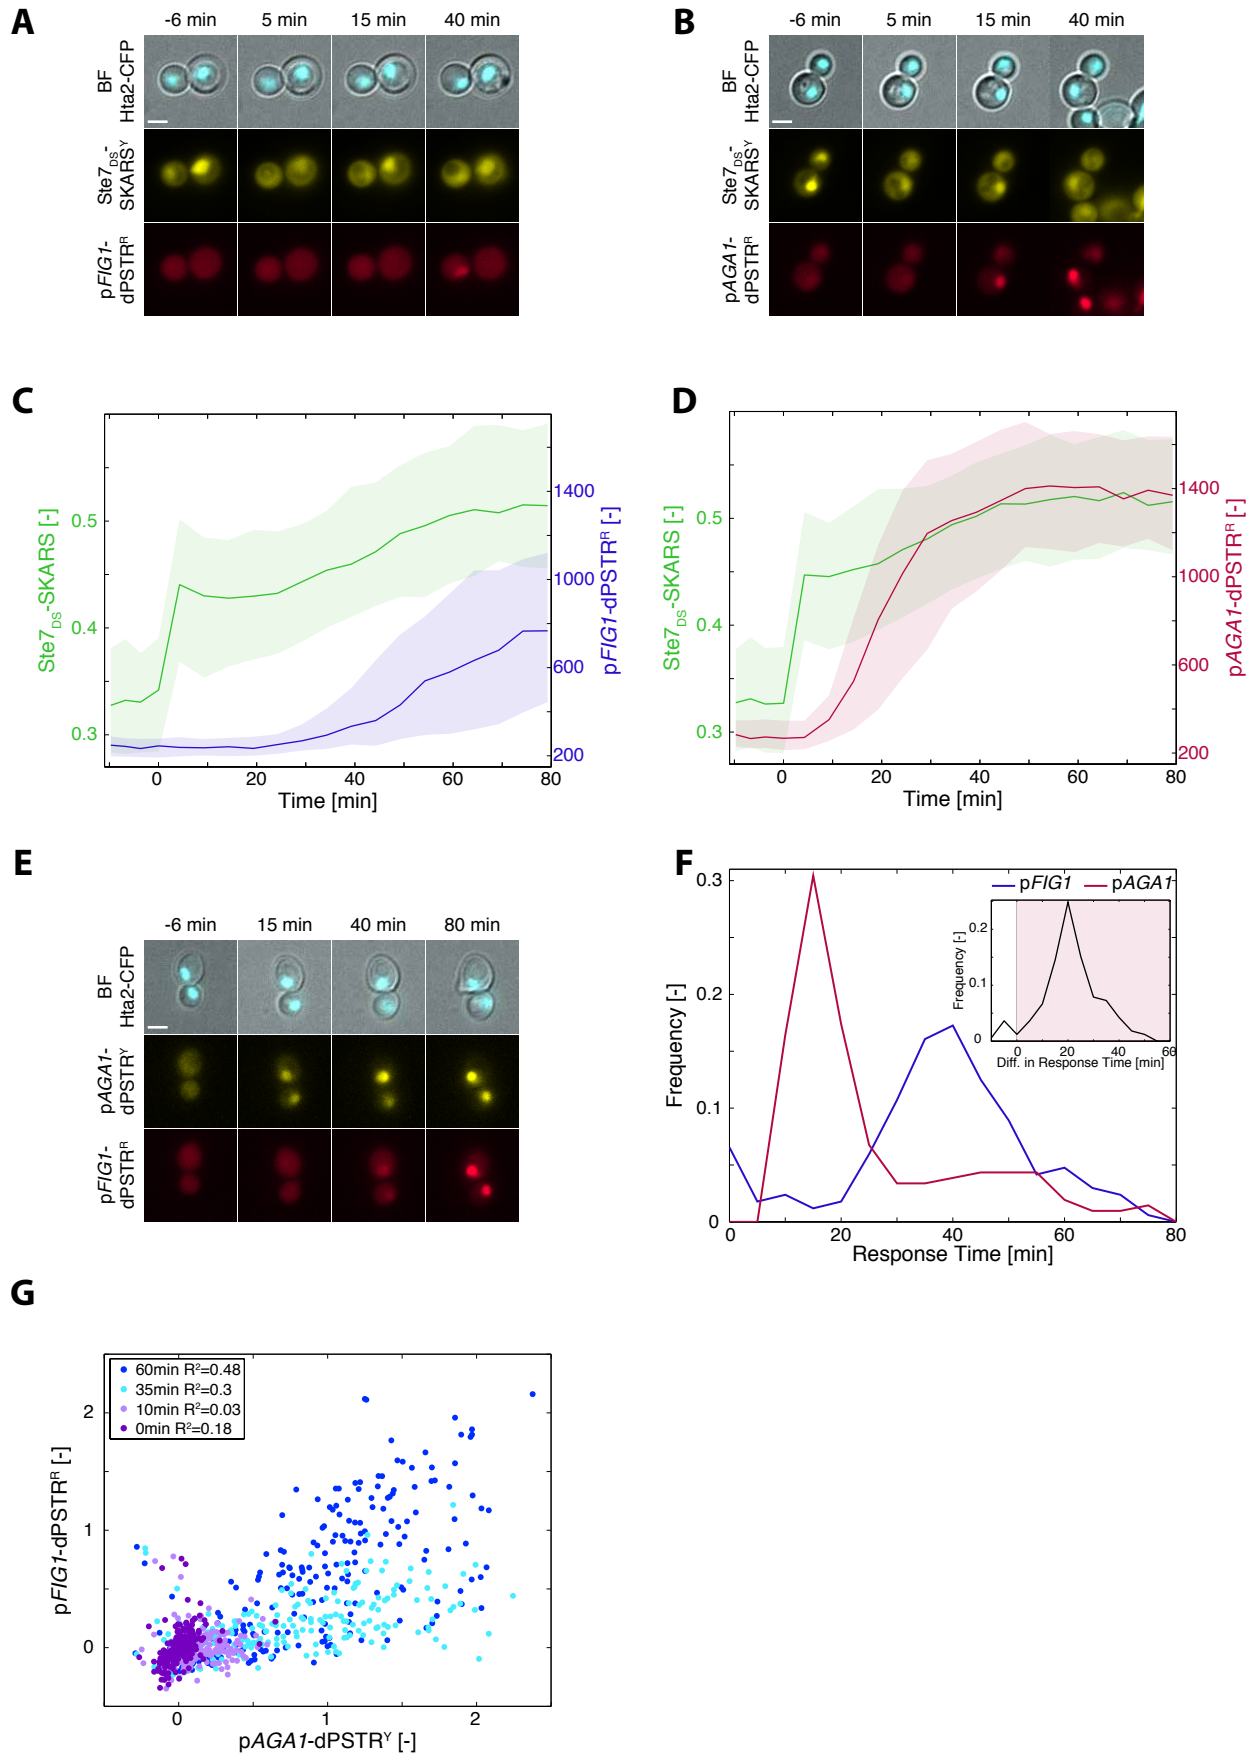 A
-6 min 5 min 15 min 40 min
BF
Hta2-CFP
Ste7DS-
SKARSY
pFIG1-
dPSTRR
B
-6 min 5 min 15 min 40 min
BF
Hta2-CFP
Ste7DS-
SKARSY
pAGA1-
dPSTRR
C
Ste7DS-SKARS [-]
0.5
0.4
0.3
1400
1000
600
200
pFIG1-dPSTRR [-]
0 20 40 60 80
Time [min]
D
Ste7DS-SKARS [-]
0.5
0.4
0.3
1400
1000
600
200
pAGA1-dPSTRR [-]
0 20 40 60 80
Time [min]
E
-6 min 15 min 40 min 80 min
BF
Hta2-CFP
pAGA1-
dPSTRY
pFIG1-
dPSTRR
F
pFIG1 pAGA1
Frequency [-]
0.3
0.2
0.1
0
0 20 40 60 80
Response Time [min]
Frequency [-]
0.2
0.1
0
0 20 40 60
Diff. in Response Time [min]
G
60min R²=0.48
35min R²=0.3
10min R²=0.03
0min R²=0.18
pFIG1-dPSTRR [-]
2
1
0
0 1 2
pAGA1-dPSTRY [-]